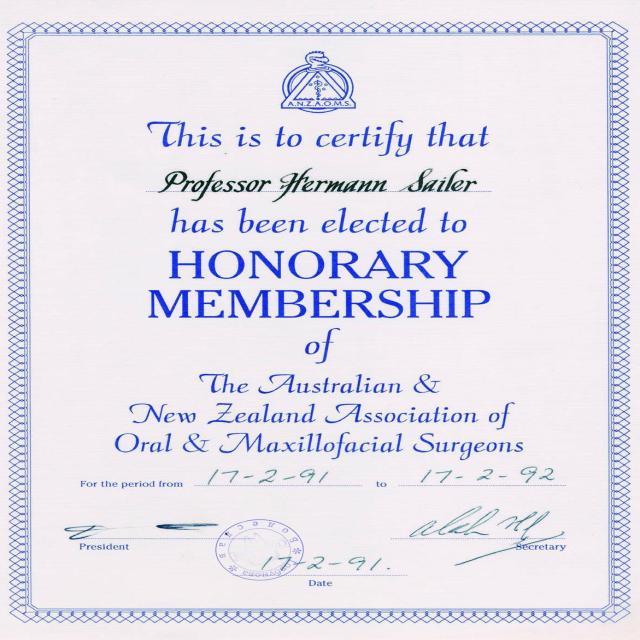 A.N.Z.A.O.M.S.
This is to certify that
Professor Hermann Sailer
has been elected to
HONORARY
MEMBERSHIP
of
The Australian &
New Zealand Association of
Oral & Maxillofacial Surgeons
For the period from 17-2-91 to 17-2-92
President
Secretary
17-2-91.
Date